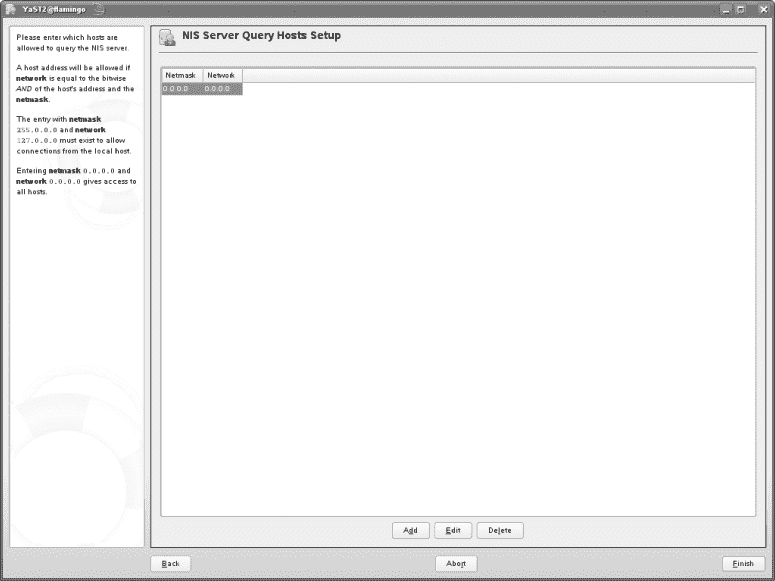 YaST2@flamingo
Please enter which hosts are
allowed to query the NIS server.
A host address will be allowed if
network is equal to the bitwise
AND of the host's address and the
netmask.
The entry with netmask
255.0.0.0 and network
127.0.0.0 must exist to allow
connections from the local host.
Entering netmask 0.0.0.0 and
network 0.0.0.0 gives access to
all hosts.
NIS Server Query Hosts Setup
Netmask Network
0.0.0.0 0.0.0.0
Add Edit Delete
Back Abort Finish